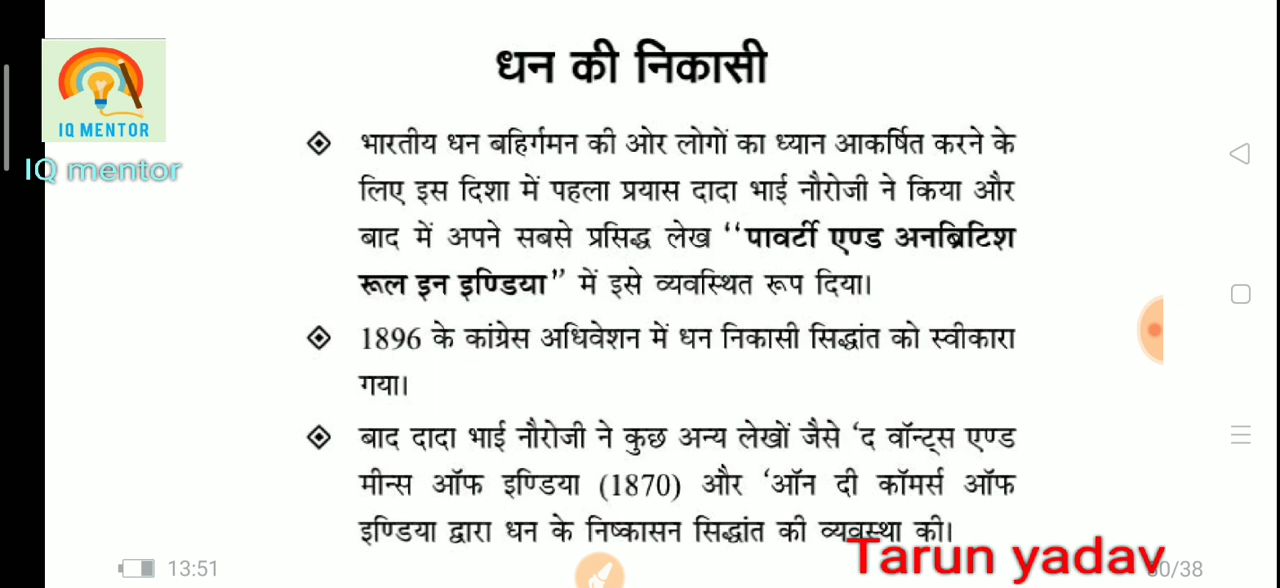 धन की निकासी
IQ MENTOR
IQ mentor
भारतीय धन बहिर्गमन की ओर लोगों का ध्यान आकर्षित करने के
लिए इस दिशा में पहला प्रयास दादा भाई नौरोजी ने किया और
बाद में अपने सबसे प्रसिद्ध लेख ‘‘पावर्टी एण्ड अनब्रिटिश
रूल इन इण्डिया’’ में इसे व्यवस्थित रूप दिया।
1896 के कांग्रेस अधिवेशन में धन निकासी सिद्धांत को स्वीकारा
गया।
बाद दादा भाई नौरोजी ने कुछ अन्य लेखों जैसे ‘द वॉन्ट्स एण्ड
मीन्स ऑफ इण्डिया (1870) और ‘ऑन दी कॉमर्स ऑफ
इण्डिया द्वारा धन के निष्कासन सिद्धांत की व्यवस्था की।
Tarun yadav
13:51
/38